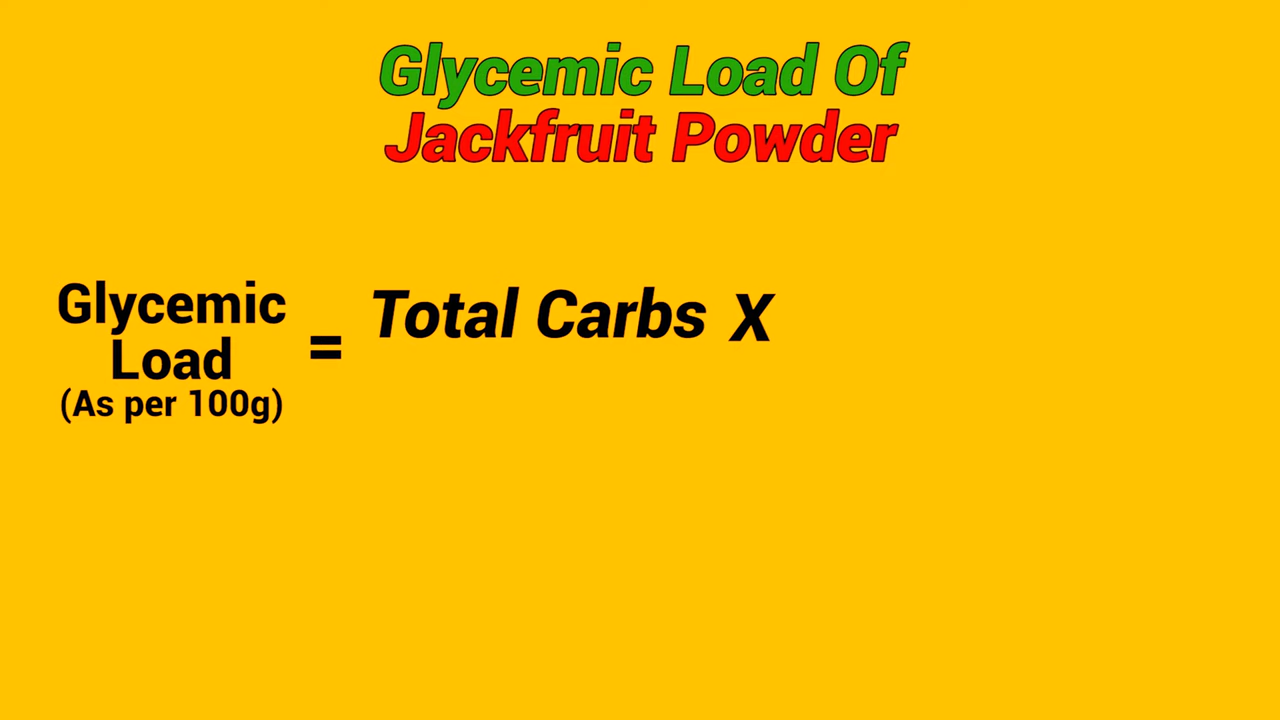 Glycemic Load Of
Jackfruit Powder
Glycemic
Load
(As per 100g)
= Total Carbs X